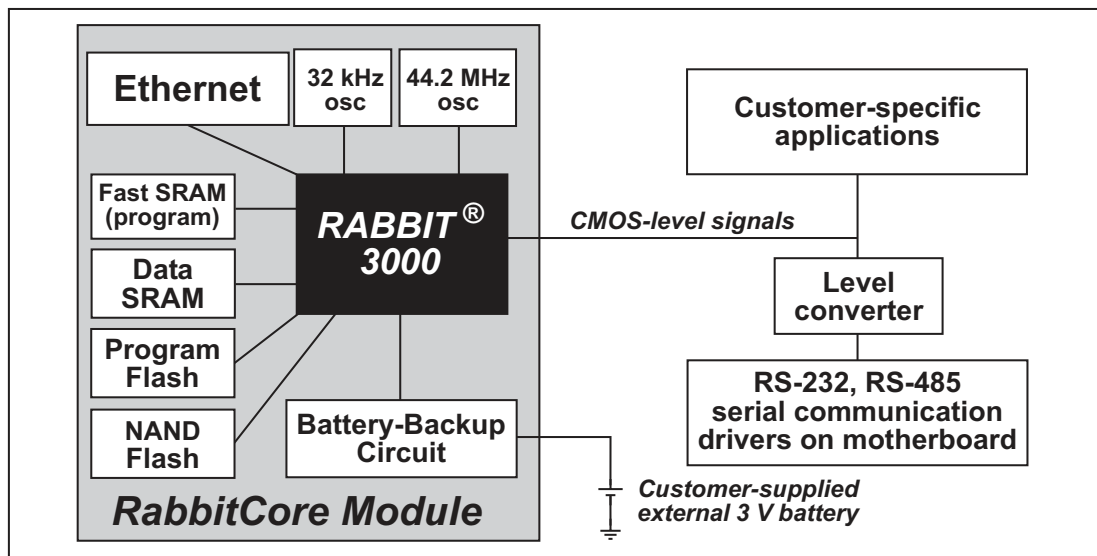 Ethernet
32 kHz
osc
44.2 MHz
osc
Fast SRAM
(program)
Data
SRAM
Program
Flash
NAND
Flash
RABBIT ®
3000
Battery-Backup
Circuit
RabbitCore Module
CMOS-level signals
Customer-specific
applications
Level
converter
RS-232, RS-485
serial communication
drivers on motherboard
Customer-supplied
external 3 V battery